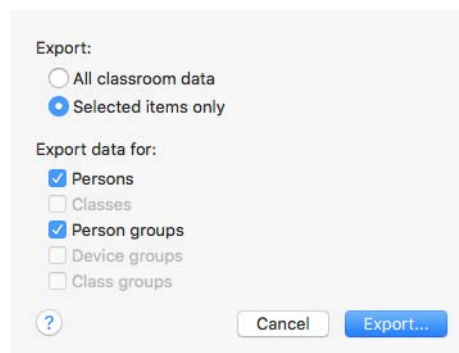 Export:
All classroom data
Selected items only
Export data for:
Persons
Classes
Person groups
Device groups
Class groups
? Cancel Export...